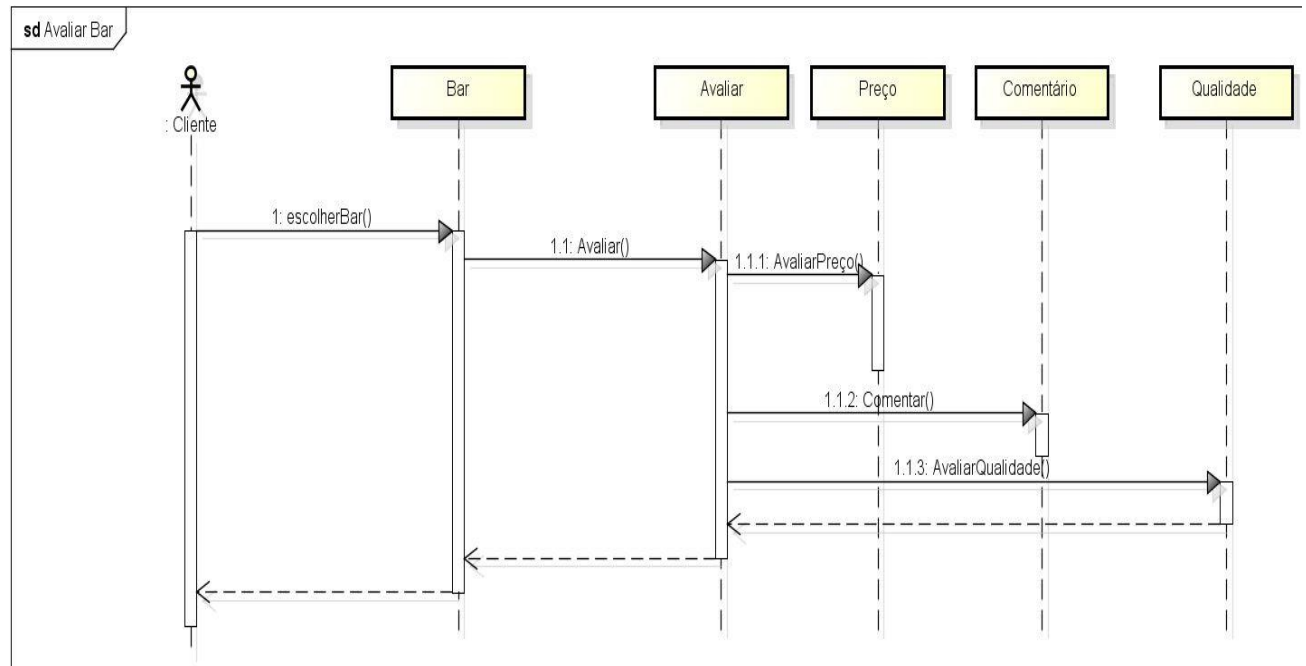 sd Avaliar Bar
Bar
Avaliar
Preço
Comentário
Qualidade
: Cliente
1: escolherBar()
1.1: Avaliar()
1.1.1: AvaliarPreço()
1.1.2: Comentar()
1.1.3: AvaliarQualidade()